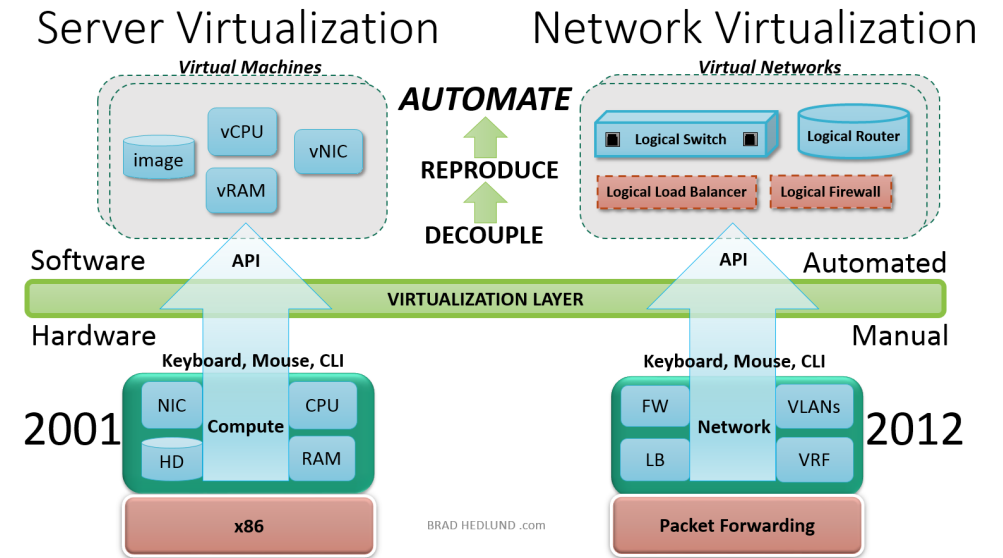 Server Virtualization
Network Virtualization
Virtual Machines
Virtual Networks
image
vCPU
vNIC
vRAM
AUTOMATE
REPRODUCE
DECOUPLE
Logical Switch
Logical Router
Logical Load Balancer
Logical Firewall
Software
API
API
Automated
VIRTUALIZATION LAYER
Hardware
Manual
Keyboard, Mouse, CLI
Keyboard, Mouse, CLI
2001
NIC
CPU
Compute
HD
RAM
FW
VLANs
Network
LB
VRF
2012
x86
BRAD HEDLUND .com
Packet Forwarding